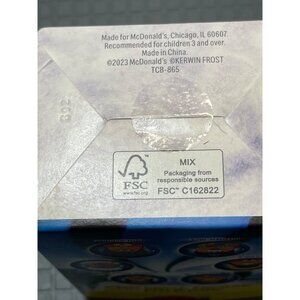 Made for McDonald's, Chicago, IL 60607.
Recommended for children 3 and over.
Made in China.
©2023 McDonald's ©KERWIN FROST
TCB-865
FSC
www.fsc.org
MIX
Packaging from
responsible sources
FSC™ C162822